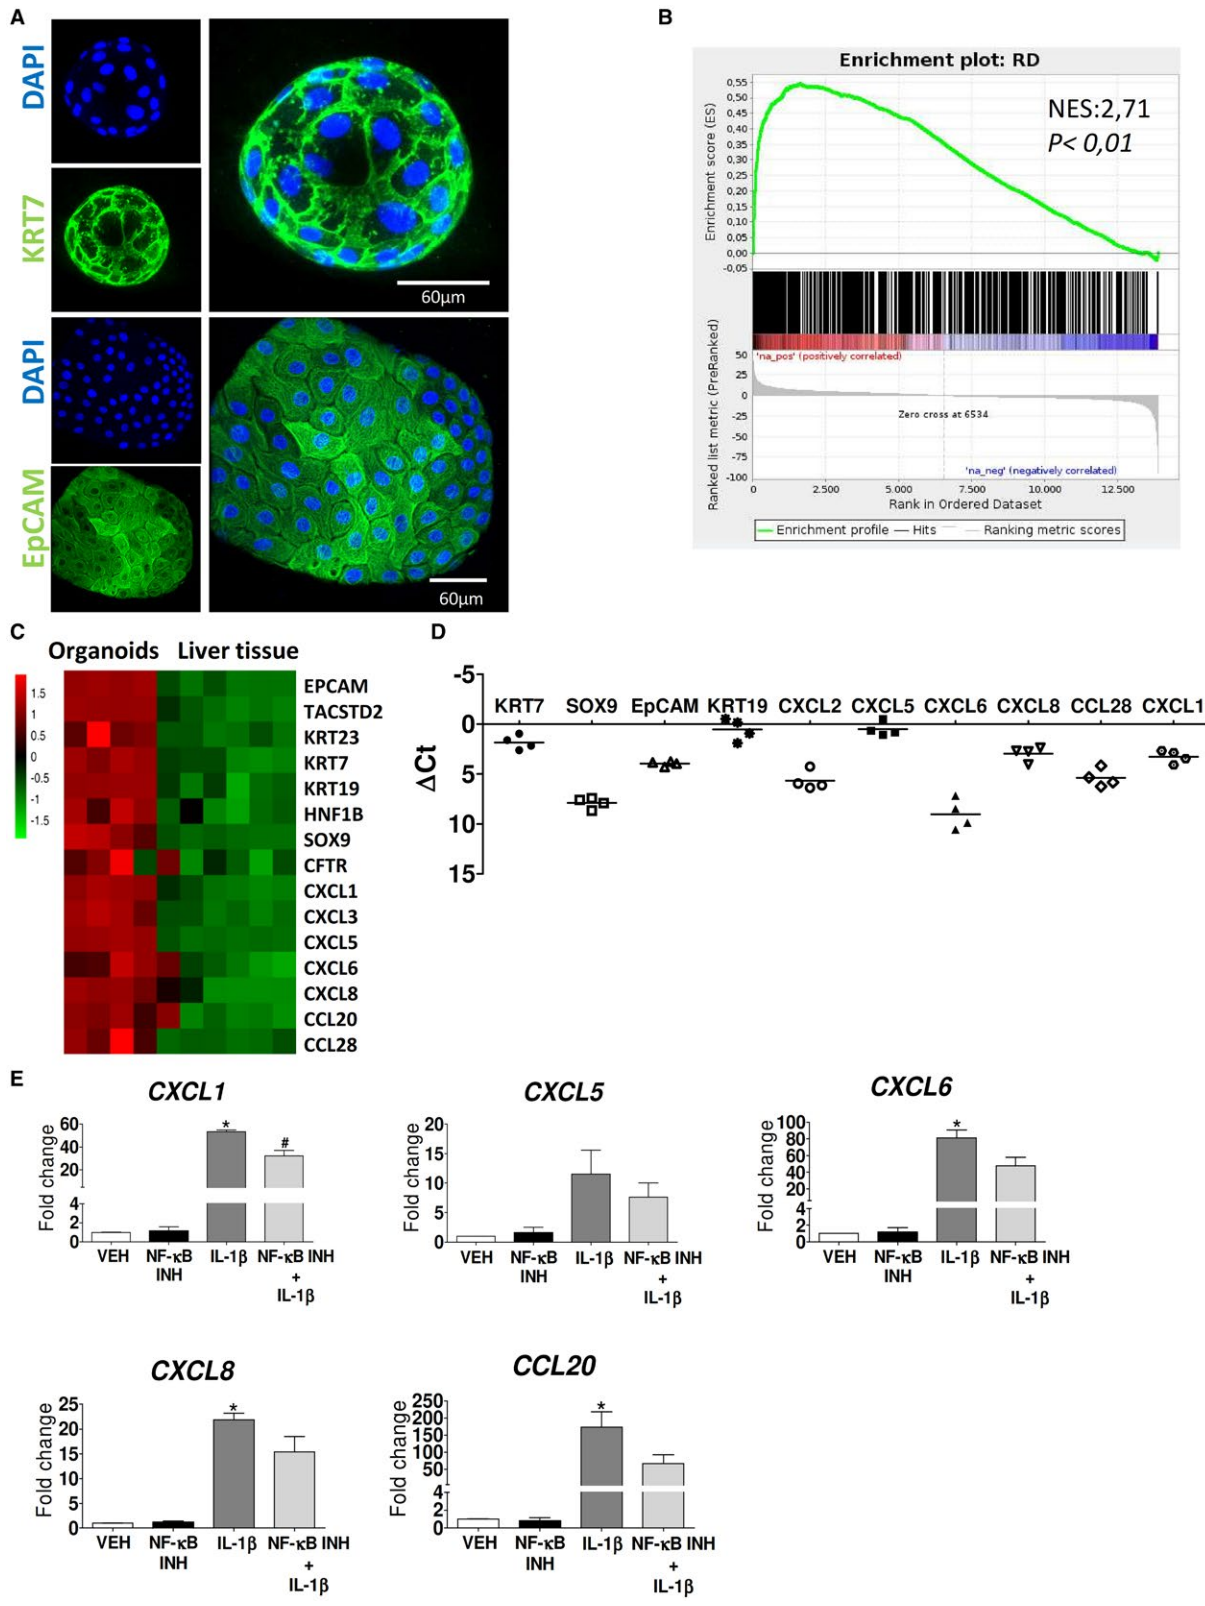 A
DAPI
KRT7
60μm
DAPI
EpCAM
60μm
B
Enrichment plot: RD
NES:2,71
P< 0,01
Enrichment score (ES)
0,55
0,50
0,45
0,40
0,35
0,30
0,25
0,20
0,15
0,10
0,05
0,00
-0,05
'na_pos' (positively correlated)
Ranked list metric (PreRanked)
50
25
0
-25
-50
-75
-100
Zero cross at 6534
'na_neg' (negatively correlated)
0 2.500 5.000 7.500 10.000 12.500
Rank in Ordered Dataset
Enrichment profile Hits Ranking metric scores
C
Organoids Liver tissue
1.5
1
0.5
0
-0.5
-1
-1.5
EPCAM
TACSTD2
KRT23
KRT7
KRT19
HNF1B
SOX9
CFTR
CXCL1
CXCL3
CXCL5
CXCL6
CXCL8
CCL20
CCL28
D
ΔCt
-5
0
5
10
15
KRT7 SOX9 EpCAM KRT19 CXCL2 CXCL5 CXCL6 CXCL8 CCL28 CXCL1
E
CXCL1
Fold change
60
40
20
4
2
0
*
#
VEH NF-κB INH IL-1β NF-κB INH
+
IL-1β
CXCL5
Fold change
20
15
10
5
0
VEH NF-κB INH IL-1β NF-κB INH
+
IL-1β
CXCL6
Fold change
100
80
60
40
20
4
2
0
*
VEH NF-κB INH IL-1β NF-κB INH
+
IL-1β
CXCL8
Fold change
25
20
15
10
5
0
*
VEH NF-κB INH IL-1β NF-κB INH
+
IL-1β
CCL20
Fold change
250
200
150
100
50
4
2
0
*
VEH NF-κB INH IL-1β NF-κB INH
+
IL-1β